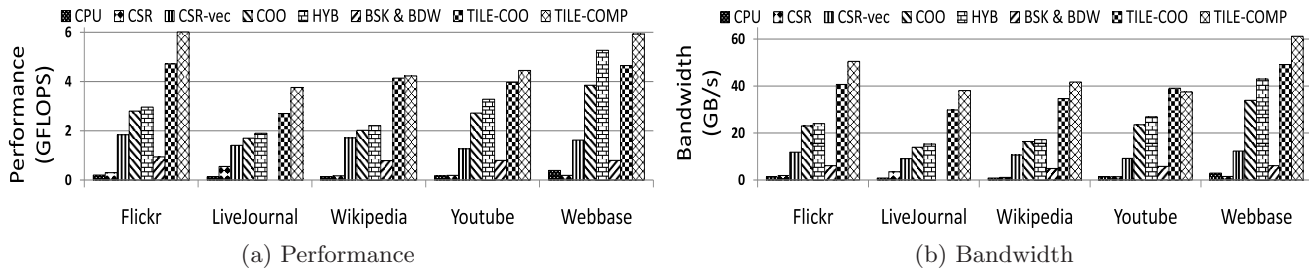 CPU CSR CSR-vec COO HYB BSK & BDW TILE-COO TILE-COMP
Performance
(GFLOPS)
6
4
2
0
Flickr LiveJournal Wikipedia Youtube Webbase
(a) Performance
CPU CSR CSR-vec COO HYB BSK & BDW TILE-COO TILE-COMP
Bandwidth
(GB/s)
60
40
20
0
Flickr LiveJournal Wikipedia Youtube Webbase
(b) Bandwidth